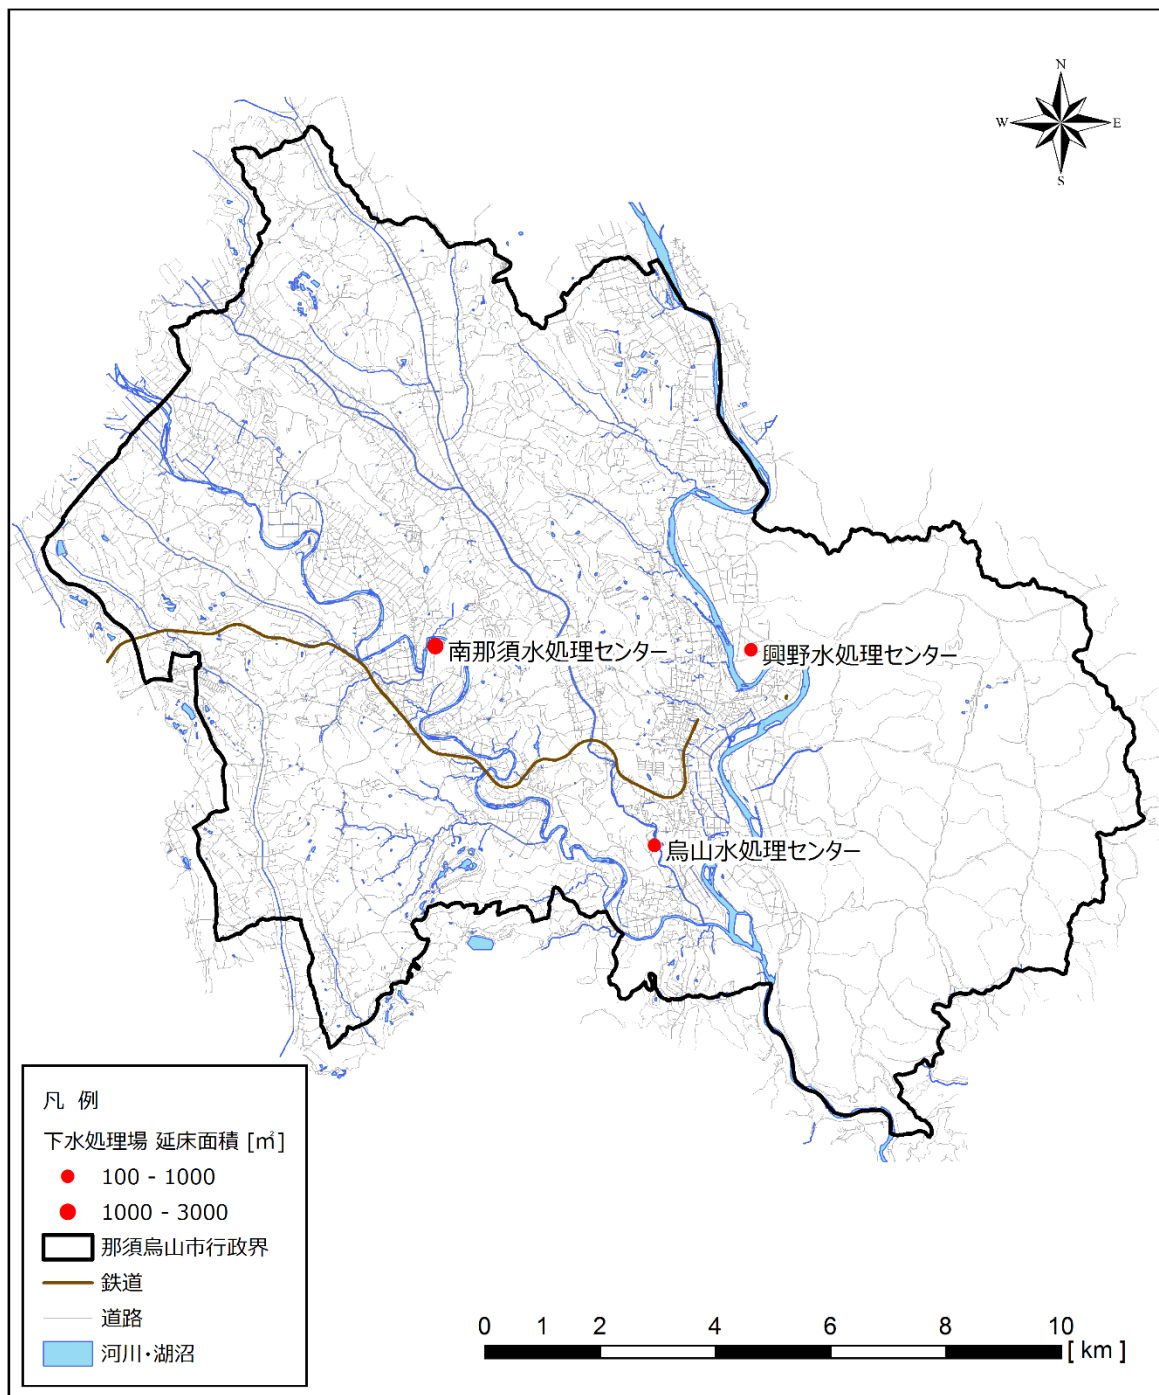 N
W E
S
南那須水処理センター
興野水処理センター
烏山水処理センター
凡 例
下水処理場 延床面積 [㎡]
100 - 1000
1000 - 3000
那須烏山市行政界
鉄道
道路
河川・湖沼
0 1 2 4 6 8 10
[ km ]